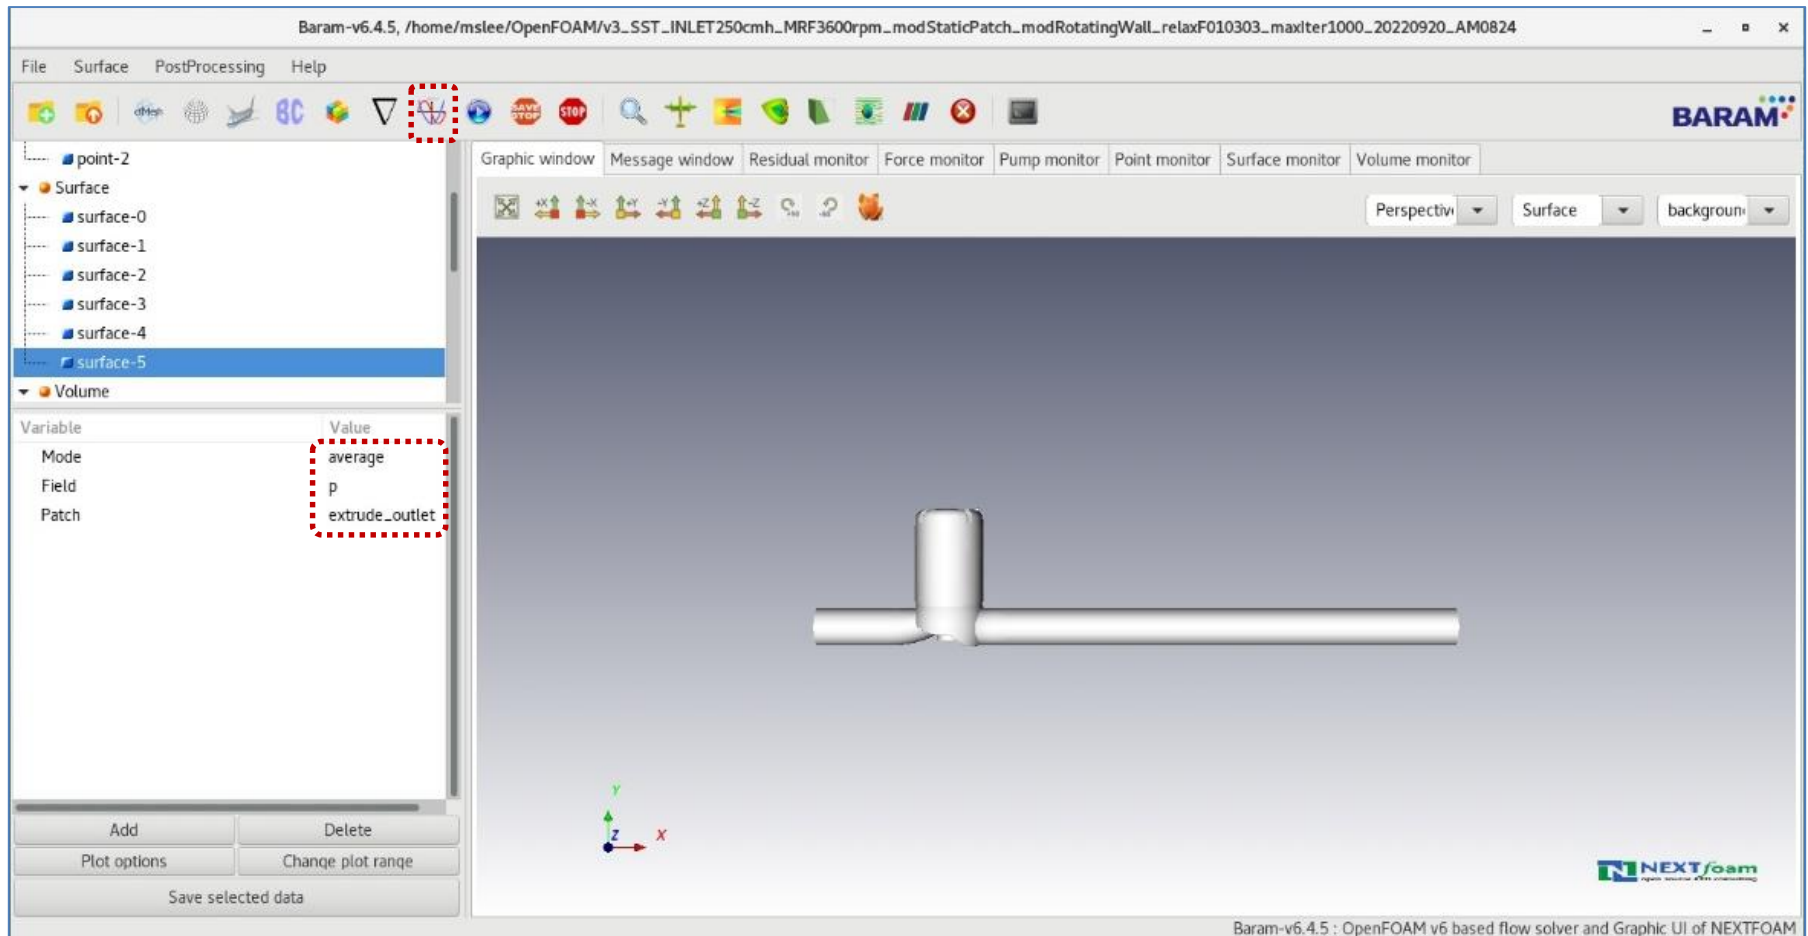 Baram-v6.4.5, /home/mslee/OpenFOAM/v3_SST_INLET250cmh_MRF3600rpm_modStaticPatch_modRotatingWall_relaxF010303_maxIter1000_20220920_AM0824
File Surface PostProcessing Help
BC SAVE STOP STOP
BARAM
point-2
Surface
surface-0
surface-1
surface-2
surface-3
surface-4
surface-5
Volume
Variable Value
Mode average
Field p
Patch extrude_outlet
Add Delete
Plot options Change plot range
Save selected data
Graphic window Message window Residual monitor Force monitor Pump monitor Point monitor Surface monitor Volume monitor
+X -X +Y -Y +Z -Z
Perspectiv Surface backgroun
Y
Z X
NEXTfoam
Baram-v6.4.5 : OpenFOAM v6 based flow solver and Graphic UI of NEXTFOAM